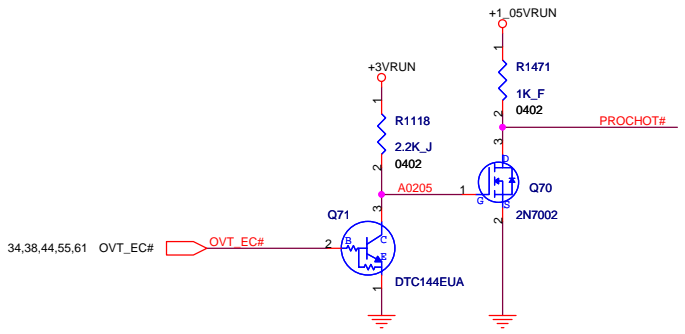 +1_05VRUN
1
R1471
1K_F
0402
2
PROCHOT#
+3VRUN
1
R1118
2.2K_J
0402
2
A0205
1
3
D
G
S
Q70
2N7002
2
34,38,44,55,61 OVT_EC#
OVT_EC#
2
Q71
3
B
C
E
DTC144EUA
1